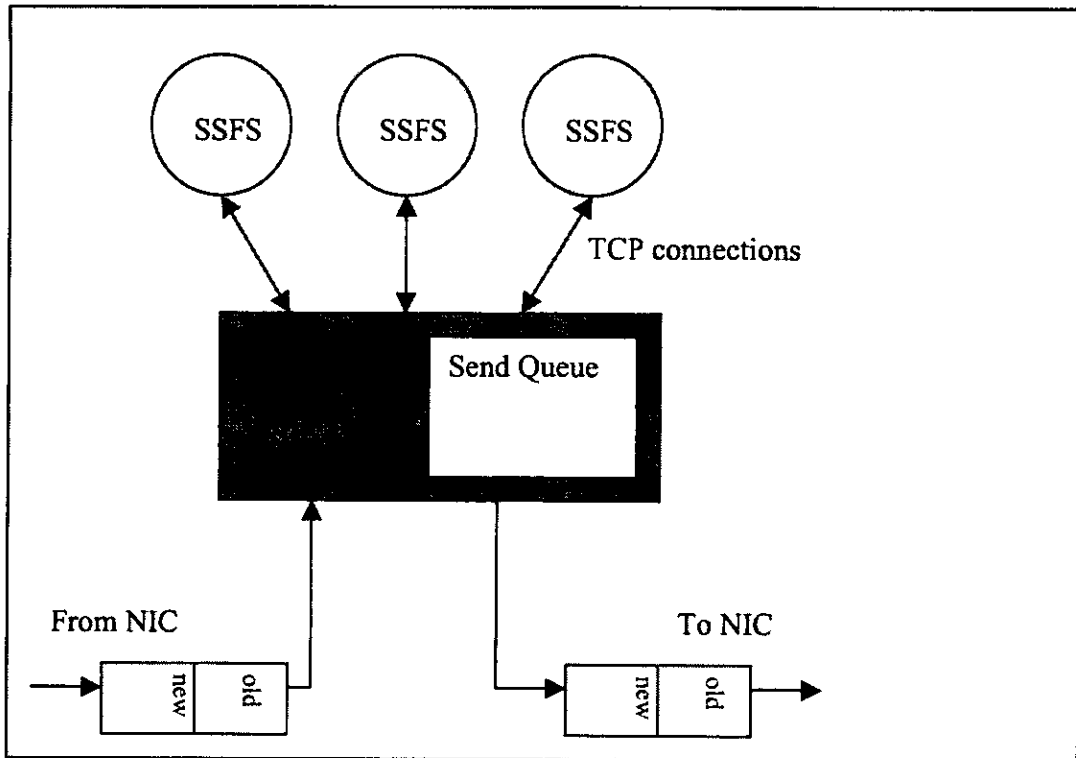 SSFS SSFS SSFS
TCP connections
Send Queue
From NIC
To NIC
new old
new old